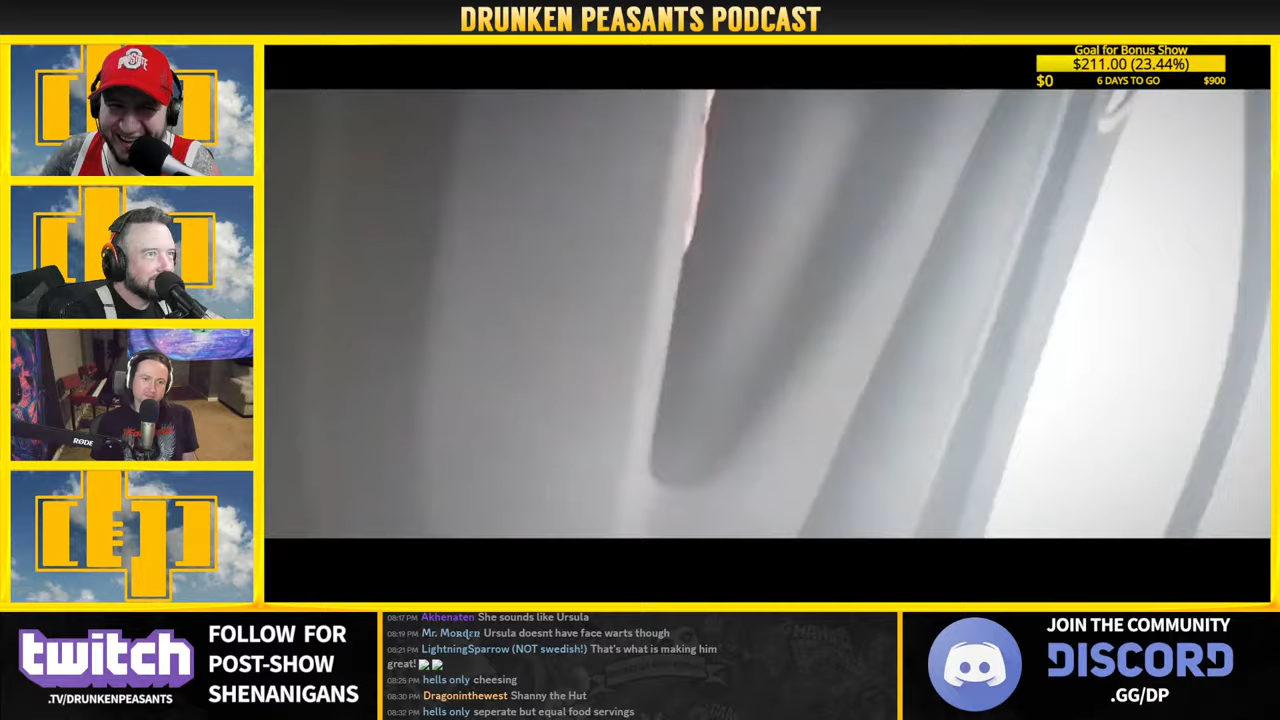 DRUNKEN PEASANTS PODCAST
Goal for Bonus Show
$211.00 (23.44%)
$0 6 DAYS TO GO $900
RØDE
twitch
.TV/DRUNKENPEASANTS
FOLLOW FOR
POST-SHOW
SHENANIGANS
08:17 PM Akhenaten She sounds like Ursula
08:19 PM Mr. Moʀʠɛn Ursula doesnt have face warts though
08:21 PM LightningSparrow (NOT swedish!) That's what is making him
great!
08:25 PM hells only cheesing
08:30 PM Dragoninthewest Shanny the Hut
08:32 PM hells only seperate but equal food servings
JOIN THE COMMUNITY
DISCORD
.GG/DP